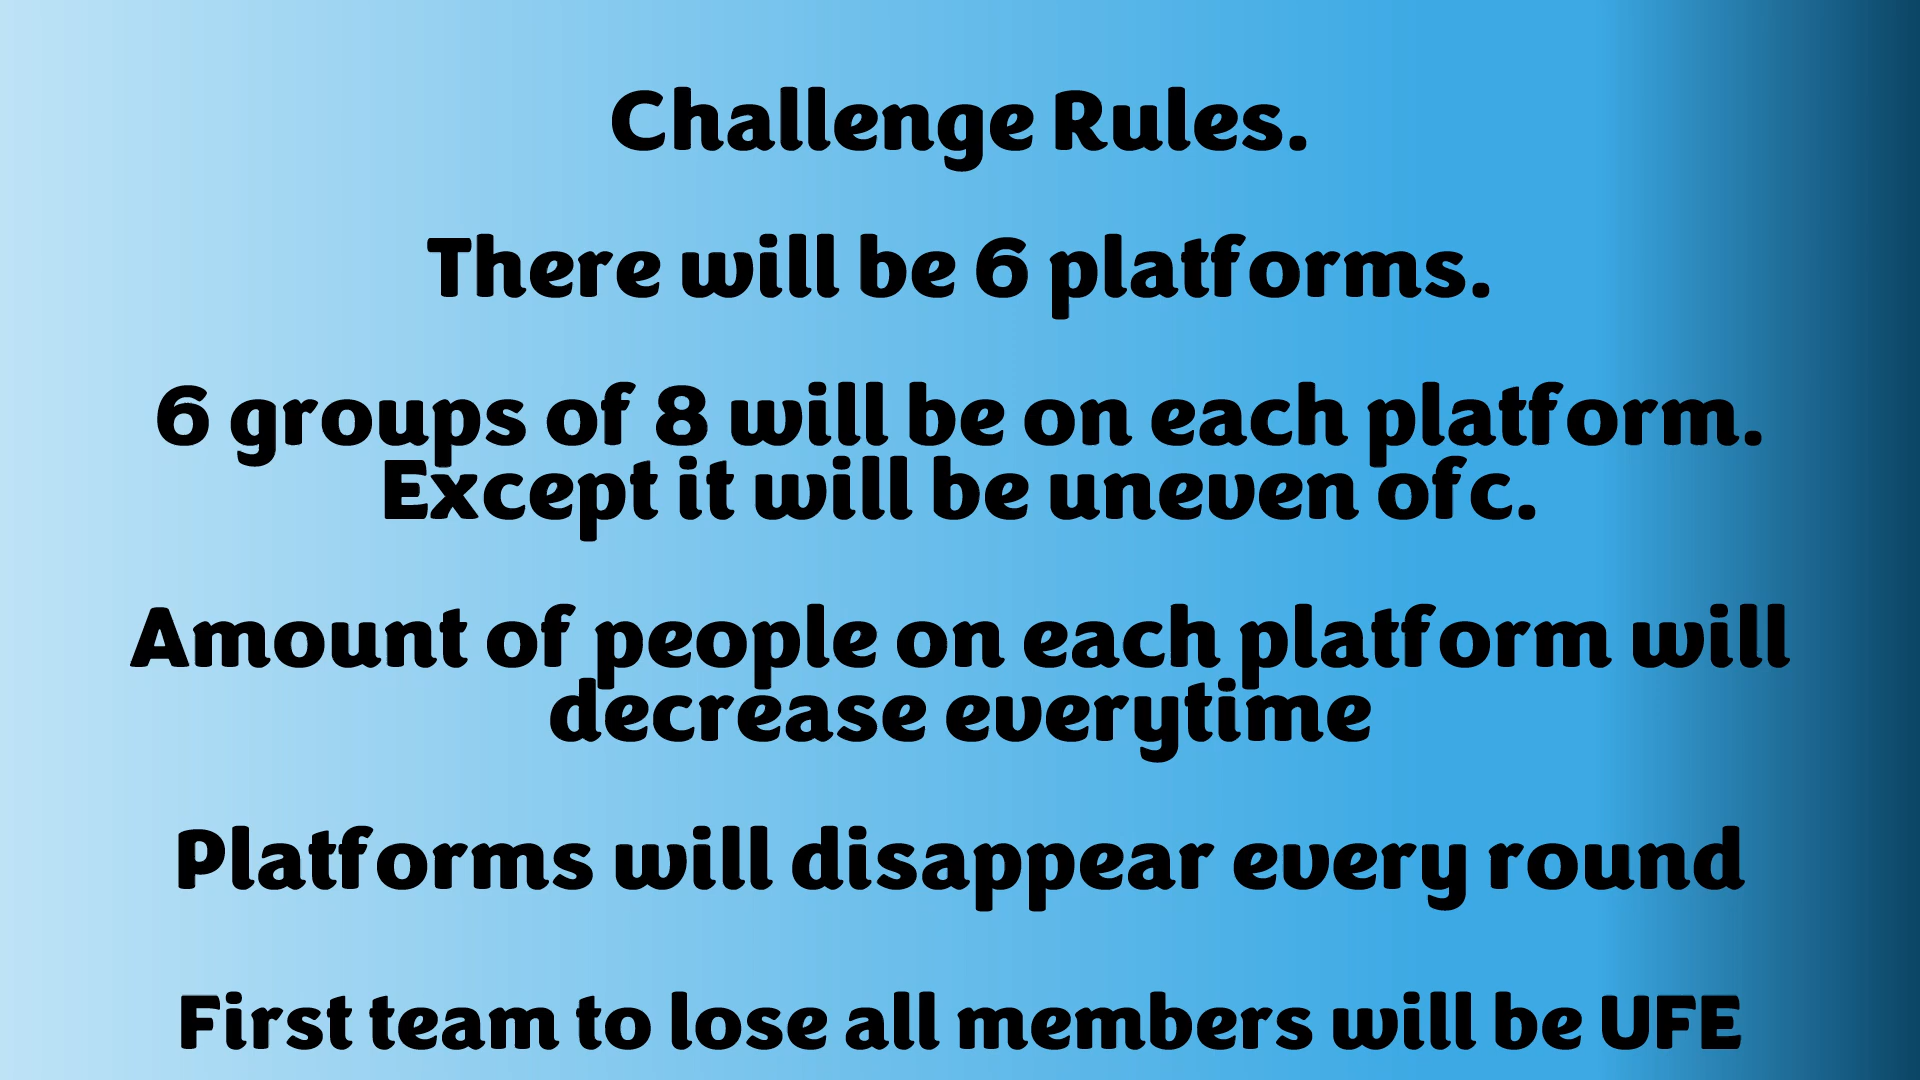 Challenge Rules.
There will be 6 platforms.
6 groups of 8 will be on each platform.
Except it will be uneven ofc.
Amount of people on each platform will
decrease everytime
Platforms will disappear every round
First team to lose all members will be UFE